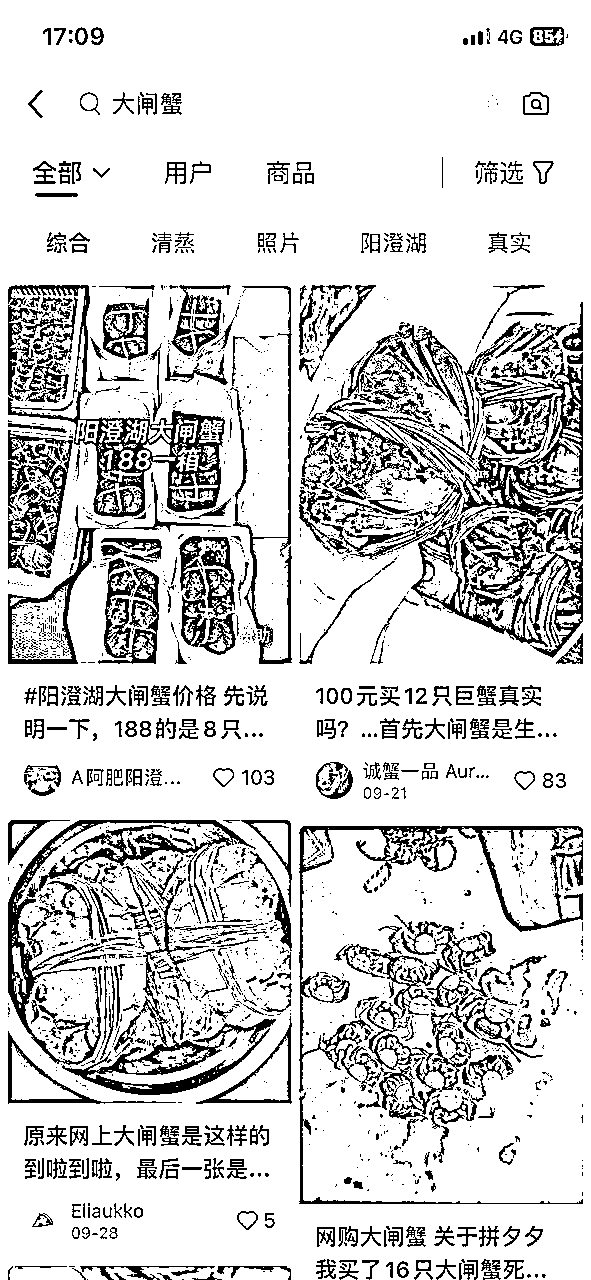 17:09
4G 85
大闸蟹
全部 用户 商品 筛选
综合 清蒸 照片 阳澄湖 真实
阳澄湖大闸蟹
188一箱
#阳澄湖大闸蟹价格 先说
明一下，188的是8只...
A阿肥阳澄... 103
100元买12只巨蟹真实
吗？...首先大闸蟹是生...
诚蟹一品 Aur...
09-21
83
原来网上大闸蟹是这样的
到啦到啦，最后一张是...
Eliaukko
09-28
5
网购大闸蟹 关于拼夕夕
我买了16只大闸蟹死...